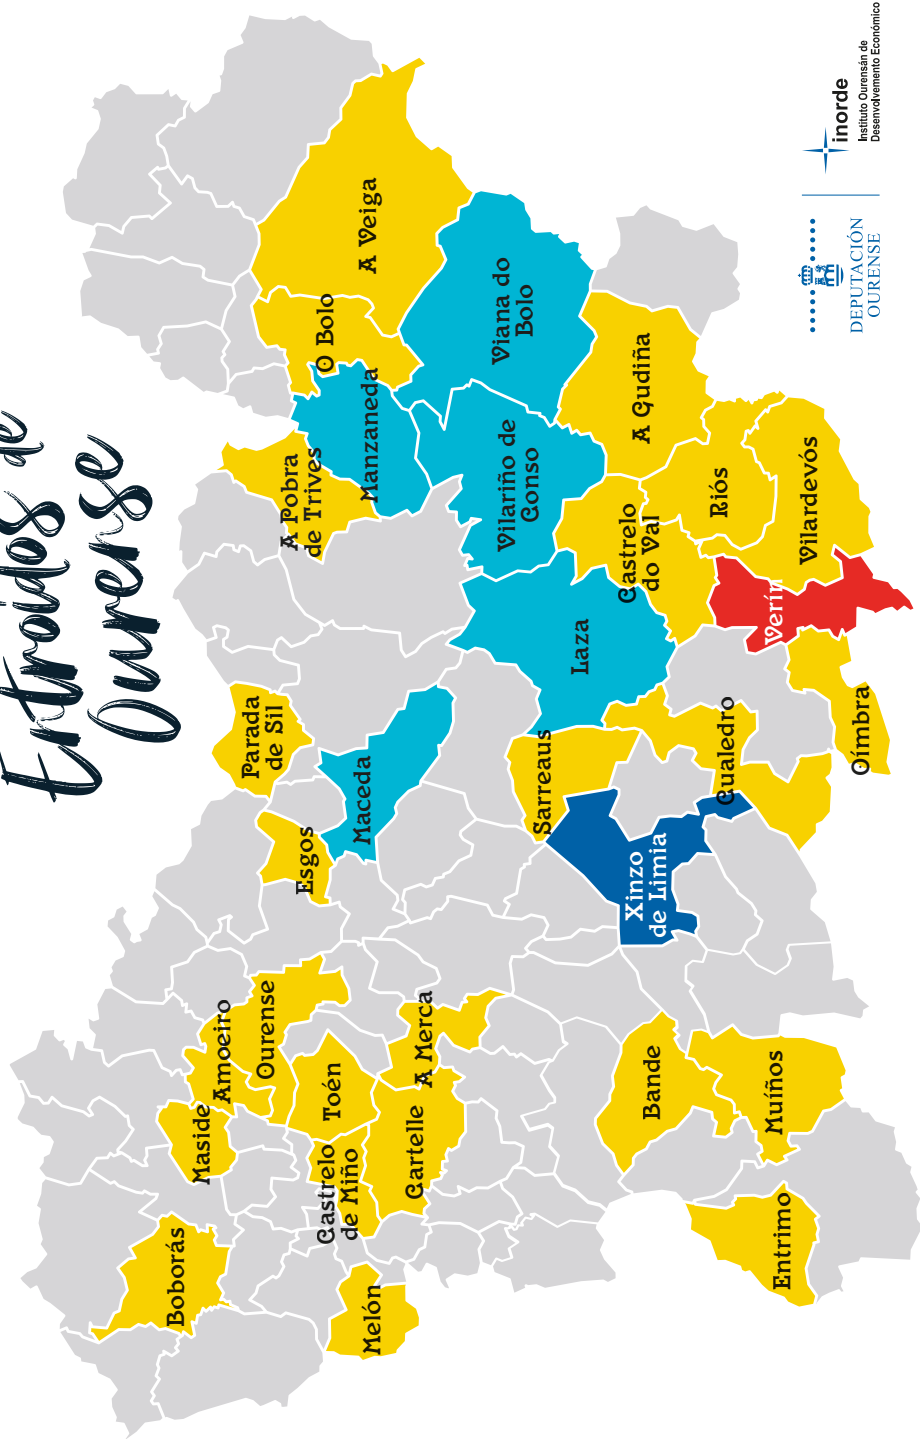 Entroidos de
Ourense
Boborás
Maside
Amoeiro
Ourense
Melón
Castrelo
de Miño
Toén
Cartelle
A Merca
Esgos
Parada
de Sil
Maceda
A Pobra
de Trives
Manzaneda
O Bolo
A Veiga
Viana do
Bolo
Vilariño de
Conso
Laza
Sarreaus
Xinzo
de Limia
Cualedro
Castrelo
do Val
A Gudiña
Riós
Vilardevós
Verín
Oímbra
Bande
Muíños
Entrimo
DEPUTACIÓN
OURENSE
inorde
Instituto Ourensán de
Desenvolvemento Económico